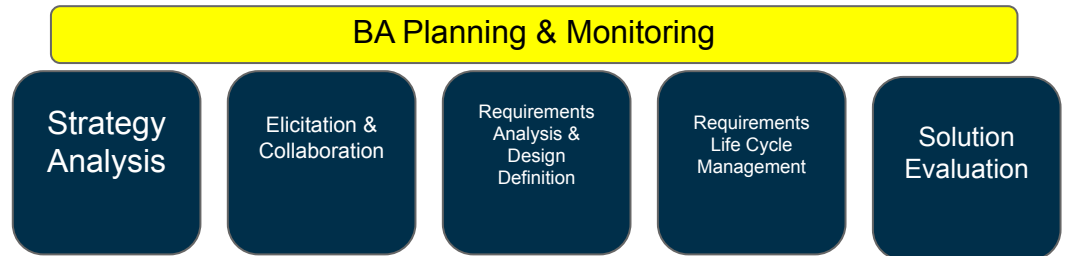 BA Planning & Monitoring
Strategy
Analysis
Elicitation &
Collaboration
Requirements
Analysis &
Design
Definition
Requirements
Life Cycle
Management
Solution
Evaluation